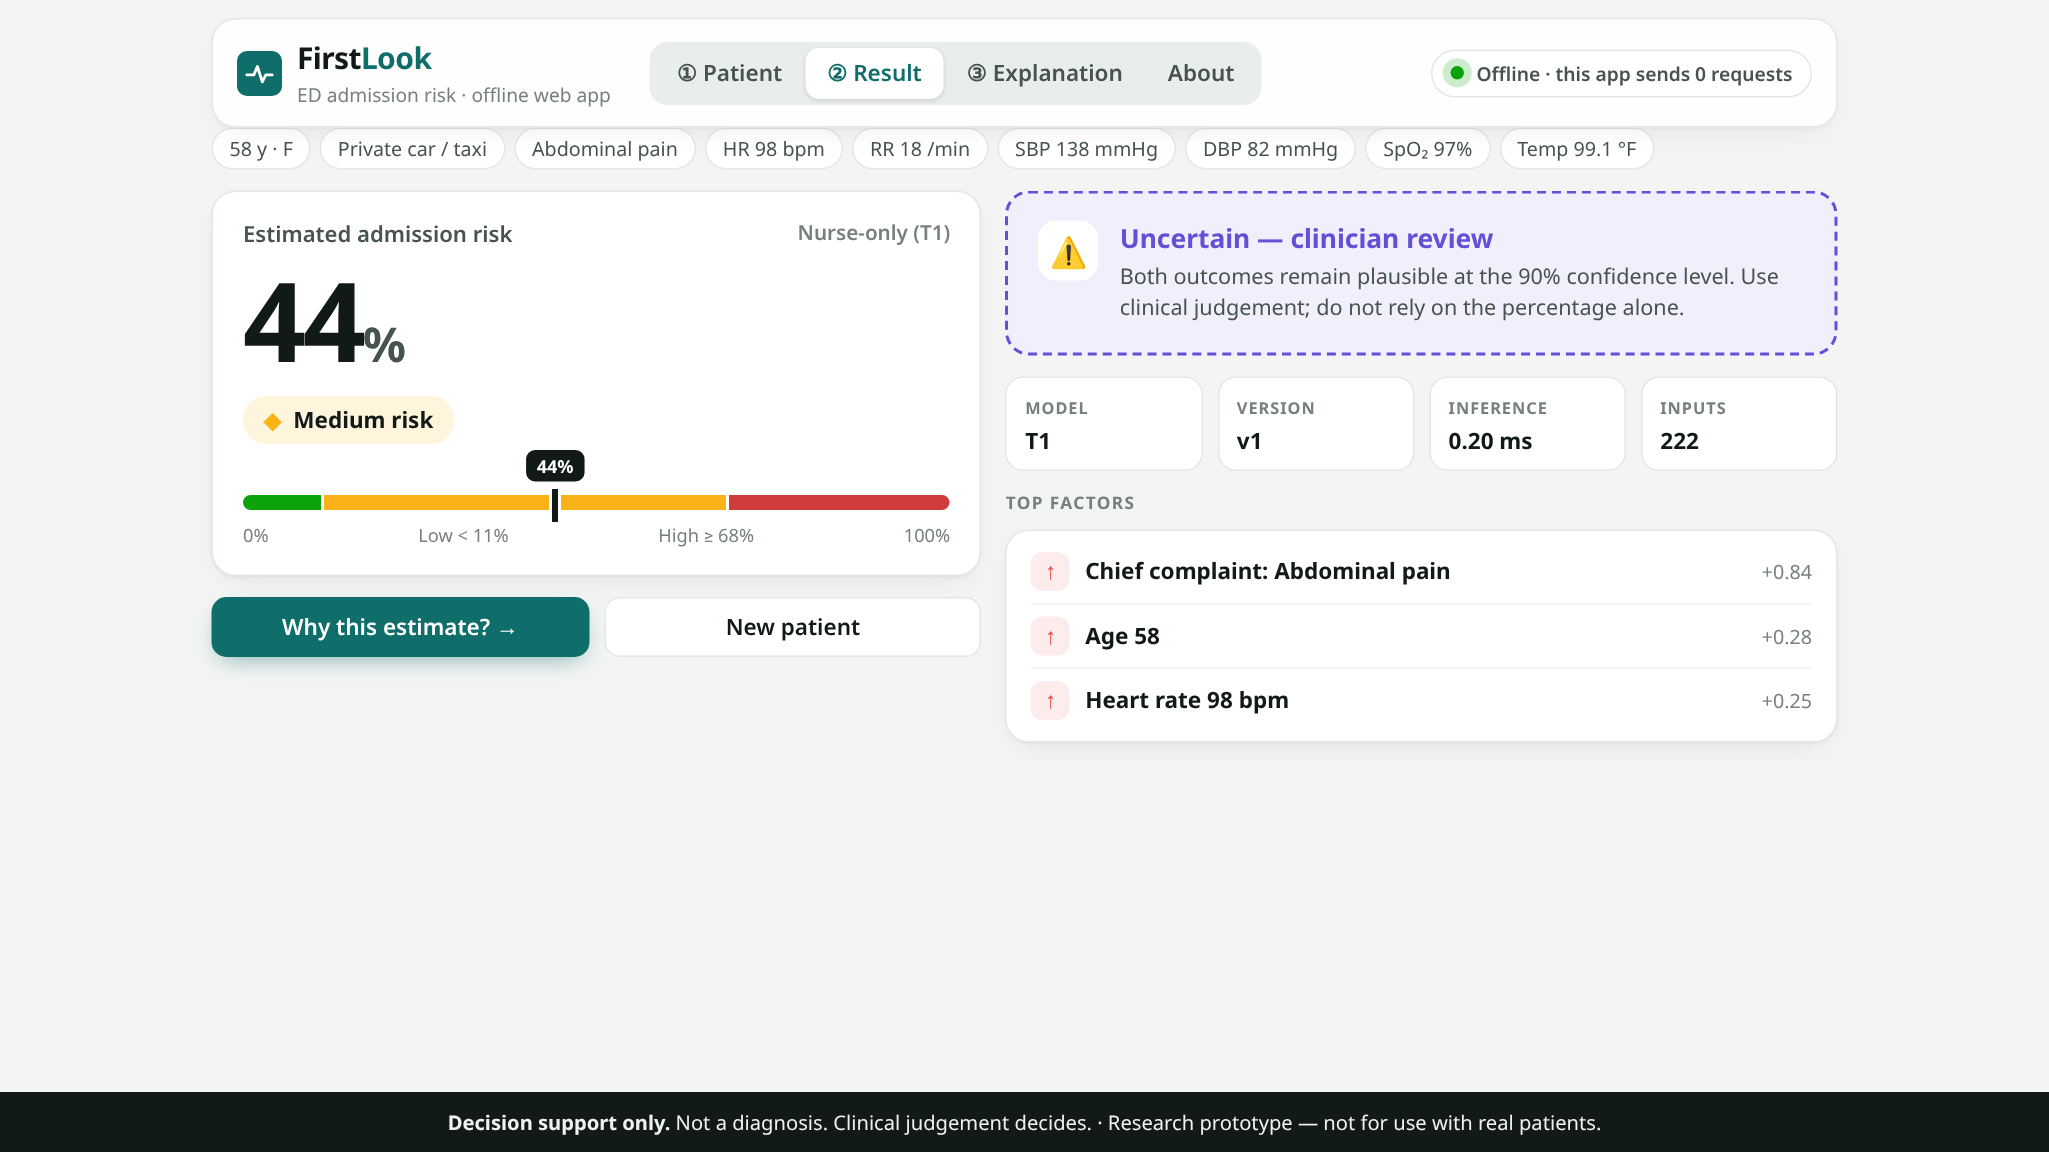 FirstLook
ED admission risk · offline web app
① Patient
② Result
③ Explanation
About
Offline · this app sends 0 requests
58 y · F
Private car / taxi
Abdominal pain
HR 98 bpm
RR 18 /min
SBP 138 mmHg
DBP 82 mmHg
SpO₂ 97%
Temp 99.1 °F
Estimated admission risk
Nurse-only (T1)
44%
◆ Medium risk
44%
0%
Low < 11%
High ≥ 68%
100%
Why this estimate? →
New patient
Uncertain — clinician review
Both outcomes remain plausible at the 90% confidence level. Use
clinical judgement; do not rely on the percentage alone.
MODEL
T1
VERSION
v1
INFERENCE
0.20 ms
INPUTS
222
TOP FACTORS
↑ Chief complaint: Abdominal pain +0.84
↑ Age 58 +0.28
↑ Heart rate 98 bpm +0.25
Decision support only. Not a diagnosis. Clinical judgement decides. · Research prototype — not for use with real patients.